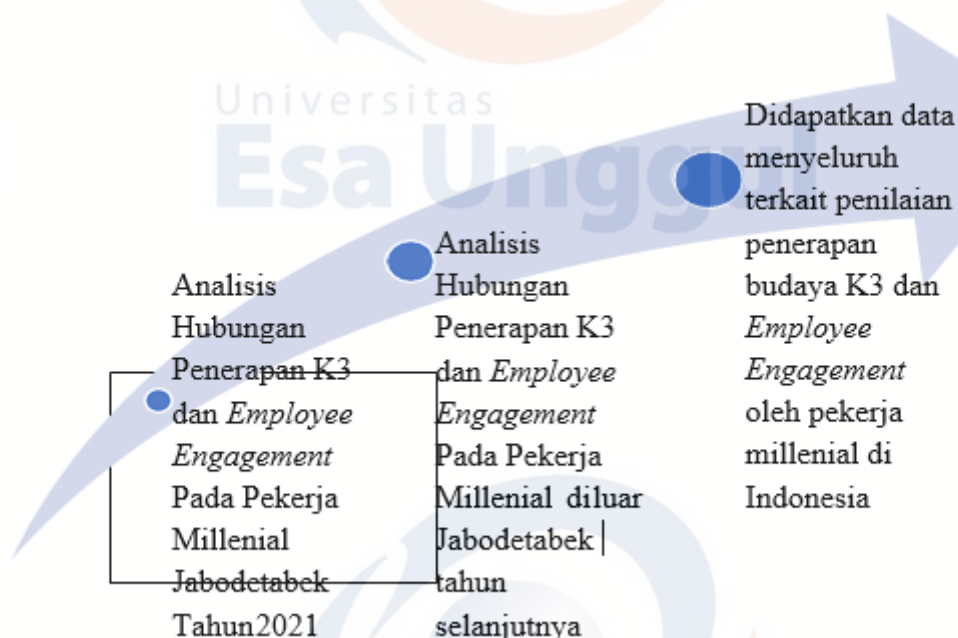 Universitas
Esa Unggul
Analisis
Hubungan
Penerapan K3
dan Employee
Engagement
Pada Pekerja
Millenial
Jabodetabek
Tahun2021
Analisis
Hubungan
Penerapan K3
dan Employee
Engagement
Pada Pekerja
Millenial diluar
Jabodetabek
tahun
selanjutnya
Didapatkan data
menyeluruh
terkait penilaian
penerapan
budaya K3 dan
Employee
Engagement
oleh pekerja
millenial di
Indonesia